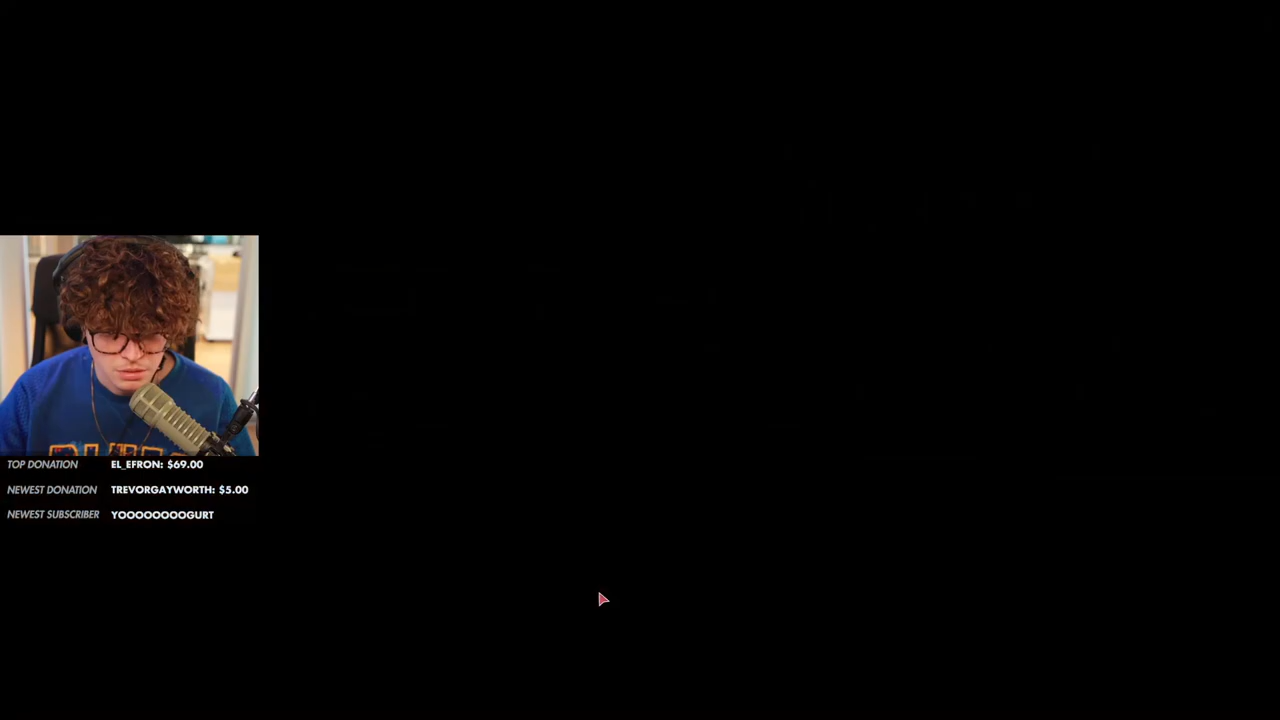 TOP DONATION EL_EFRON: $69.00
NEWEST DONATION TREVORGAYWORTH: $5.00
NEWEST SUBSCRIBER YOOOOOOOOGURT